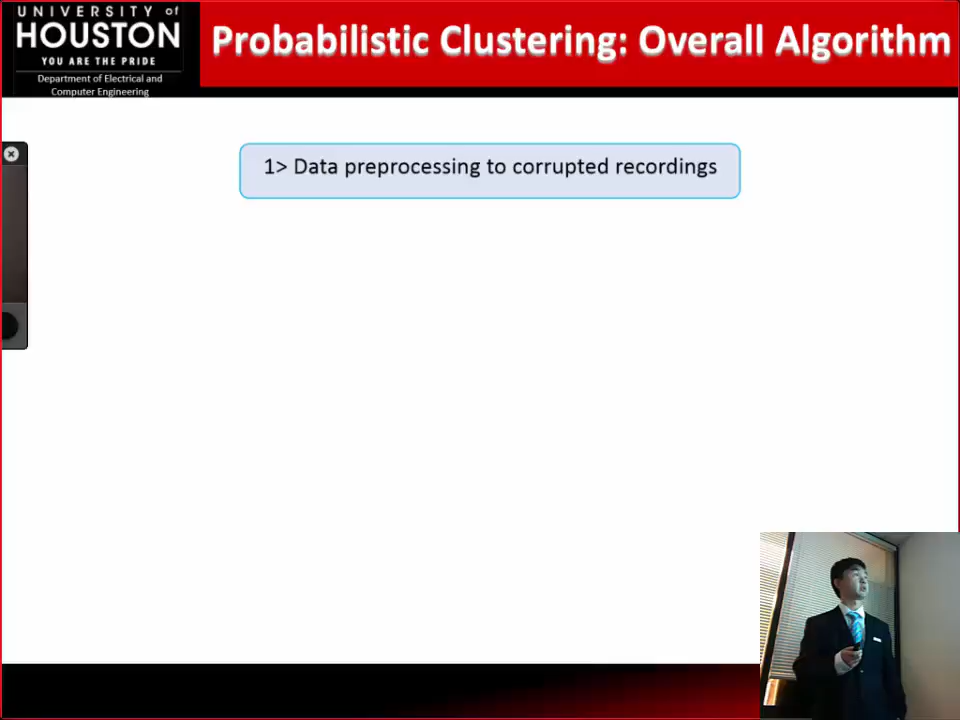 UNIVERSITY of
HOUSTON
YOU ARE THE PRIDE
Department of Electrical and
Computer Engineering
Probabilistic Clustering: Overall Algorithm
1> Data preprocessing to corrupted recordings